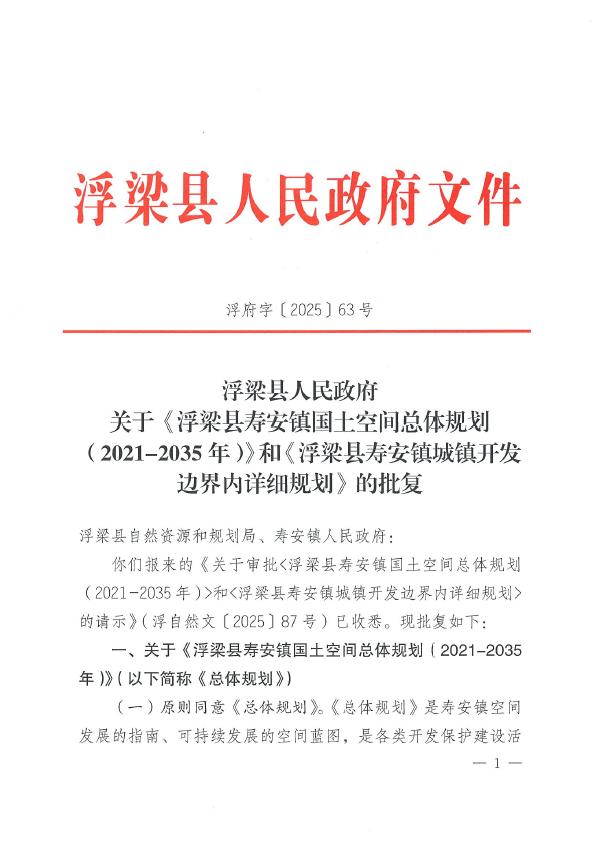 浮梁县人民政府文件
浮府字〔2025〕63号
浮梁县人民政府
关于《浮梁县寿安镇国土空间总体规划
（2021-2035年）》和《浮梁县寿安镇城镇开发
边界内详细规划》的批复
浮梁县自然资源和规划局、寿安镇人民政府：
你们报来的《关于审批<浮梁县寿安镇国土空间总体规划
（2021-2035年）>和<浮梁县寿安镇城镇开发边界内详细规划>
的请示》（浮自然文〔2025〕87号）已收悉。现批复如下：
一、关于《浮梁县寿安镇国土空间总体规划（2021-2035
年）》（以下简称《总体规划》）
（一）原则同意《总体规划》。《总体规划》是寿安镇空间
发展的指南、可持续发展的空间蓝图，是各类开发保护建设活
— 1 —